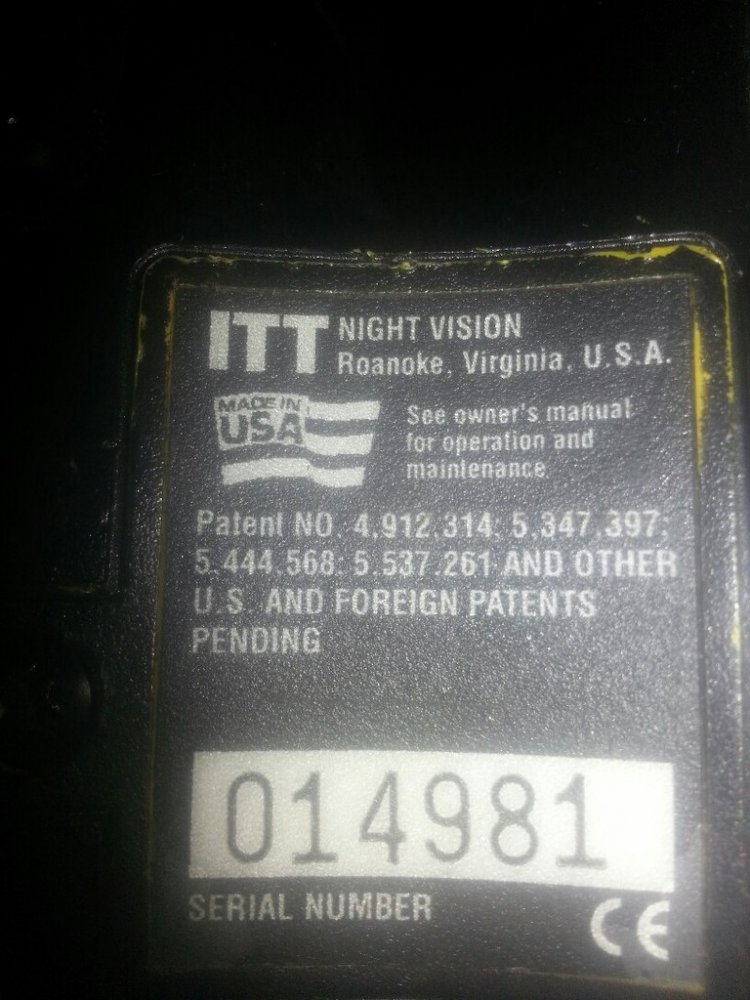 ITT NIGHT VISION
Roanoke, Virginia, U.S.A.
MADE IN
USA
See owner's manual
for operation and
maintenance
Patent NO. 4,912,314; 5,347,397;
5,444,568; 5,537,261 AND OTHER
U.S. AND FOREIGN PATENTS
PENDING
014981
SERIAL NUMBER
CE